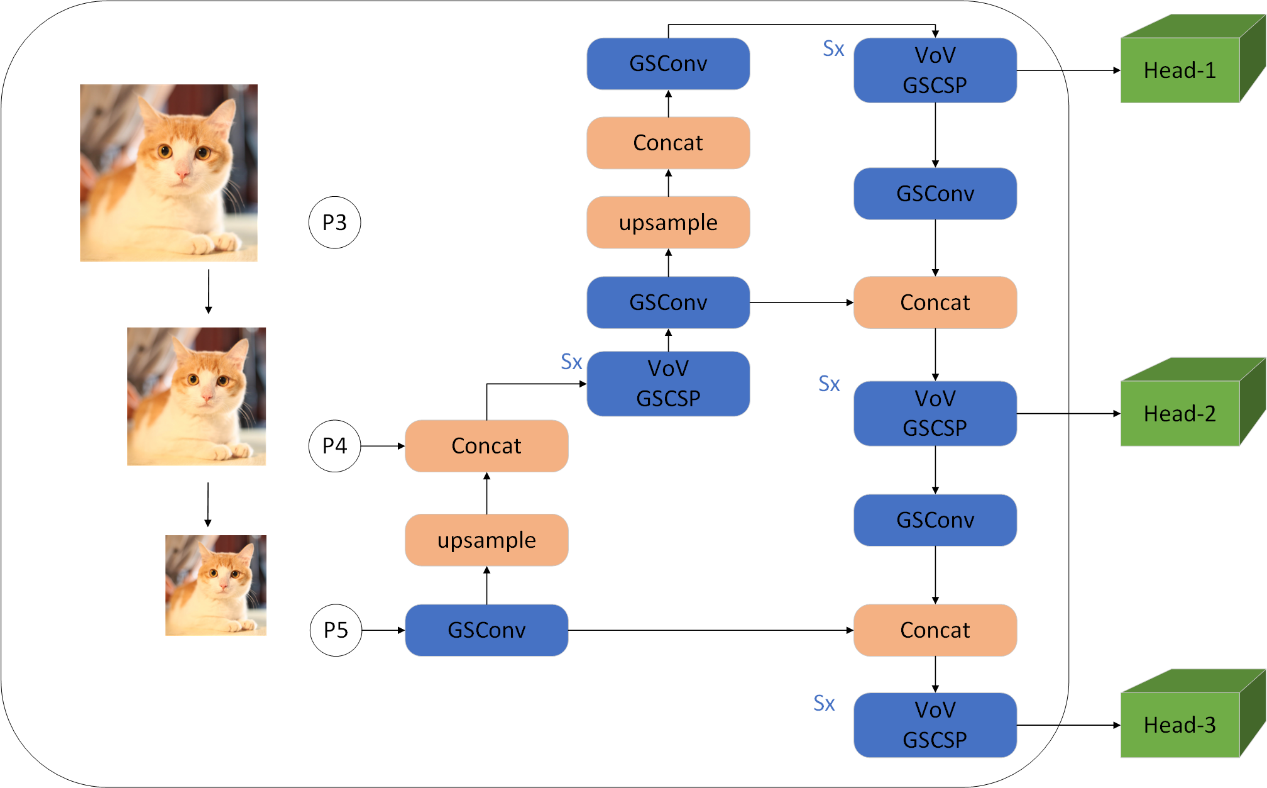 GSConv
Sx
VoV
GSCSP
Head-1
Concat
P3
upsample
GSConv
GSConv
Concat
Sx
VoV
GSCSP
Sx
VoV
GSCSP
Head-2
P4
Concat
upsample
GSConv
P5
GSConv
Concat
Sx
VoV
GSCSP
Head-3